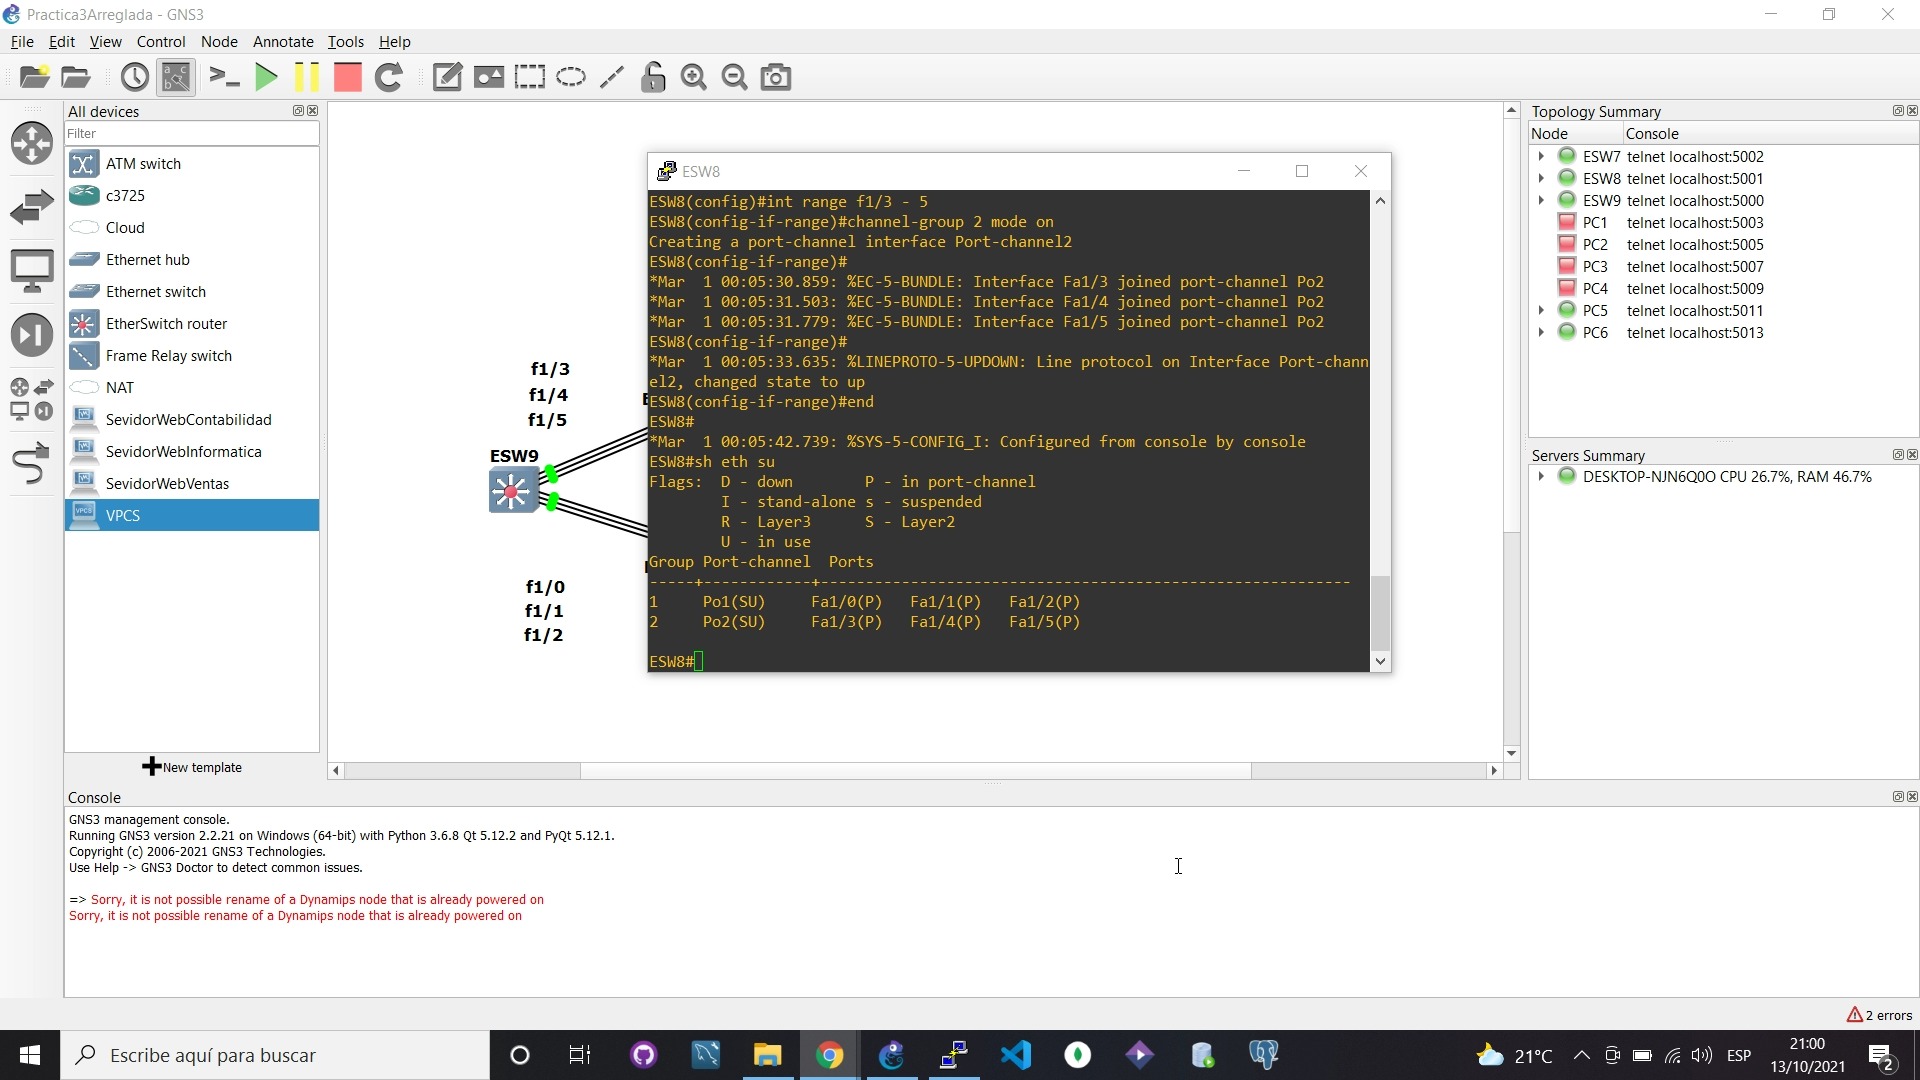 Practica3Arreglada - GNS3
File Edit View Control Node Annotate Tools Help
All devices
Filter
ATM switch
c3725
Cloud
Ethernet hub
Ethernet switch
EtherSwitch router
Frame Relay switch
NAT
SevidorWebContabilidad
SevidorWebInformatica
SevidorWebVentas
VPCS
New template
f1/3
f1/4
f1/5
ESW9
f1/0
f1/1
f1/2
ESW8
ESW8(config)#int range f1/3 - 5
ESW8(config-if-range)#channel-group 2 mode on
Creating a port-channel interface Port-channel2
ESW8(config-if-range)#
*Mar  1 00:05:30.859: %EC-5-BUNDLE: Interface Fa1/3 joined port-channel Po2
*Mar  1 00:05:31.503: %EC-5-BUNDLE: Interface Fa1/4 joined port-channel Po2
*Mar  1 00:05:31.779: %EC-5-BUNDLE: Interface Fa1/5 joined port-channel Po2
ESW8(config-if-range)#
*Mar  1 00:05:33.635: %LINEPROTO-5-UPDOWN: Line protocol on Interface Port-chann
el2, changed state to up
ESW8(config-if-range)#end
ESW8#
*Mar  1 00:05:42.739: %SYS-5-CONFIG_I: Configured from console by console
ESW8#sh eth su
Flags:  D - down        P - in port-channel
        I - stand-alone s - suspended
        R - Layer3      S - Layer2
        U - in use
Group Port-channel  Ports
-----+------------+-----------------------------------------------------------
1     Po1(SU)     Fa1/0(P)   Fa1/1(P)   Fa1/2(P)
2     Po2(SU)     Fa1/3(P)   Fa1/4(P)   Fa1/5(P)
ESW8#
Topology Summary
Node Console
ESW7 telnet localhost:5002
ESW8 telnet localhost:5001
ESW9 telnet localhost:5000
PC1 telnet localhost:5003
PC2 telnet localhost:5005
PC3 telnet localhost:5007
PC4 telnet localhost:5009
PC5 telnet localhost:5011
PC6 telnet localhost:5013
Servers Summary
DESKTOP-NJN6Q0O CPU 26.7%, RAM 46.7%
Console
GNS3 management console.
Running GNS3 version 2.2.21 on Windows (64-bit) with Python 3.6.8 Qt 5.12.2 and PyQt 5.12.1.
Copyright (c) 2006-2021 GNS3 Technologies.
Use Help -> GNS3 Doctor to detect common issues.
=> Sorry, it is not possible rename of a Dynamips node that is already powered on
Sorry, it is not possible rename of a Dynamips node that is already powered on
2 errors
Escribe aquí para buscar
21°C
ESP
21:00
13/10/2021
2